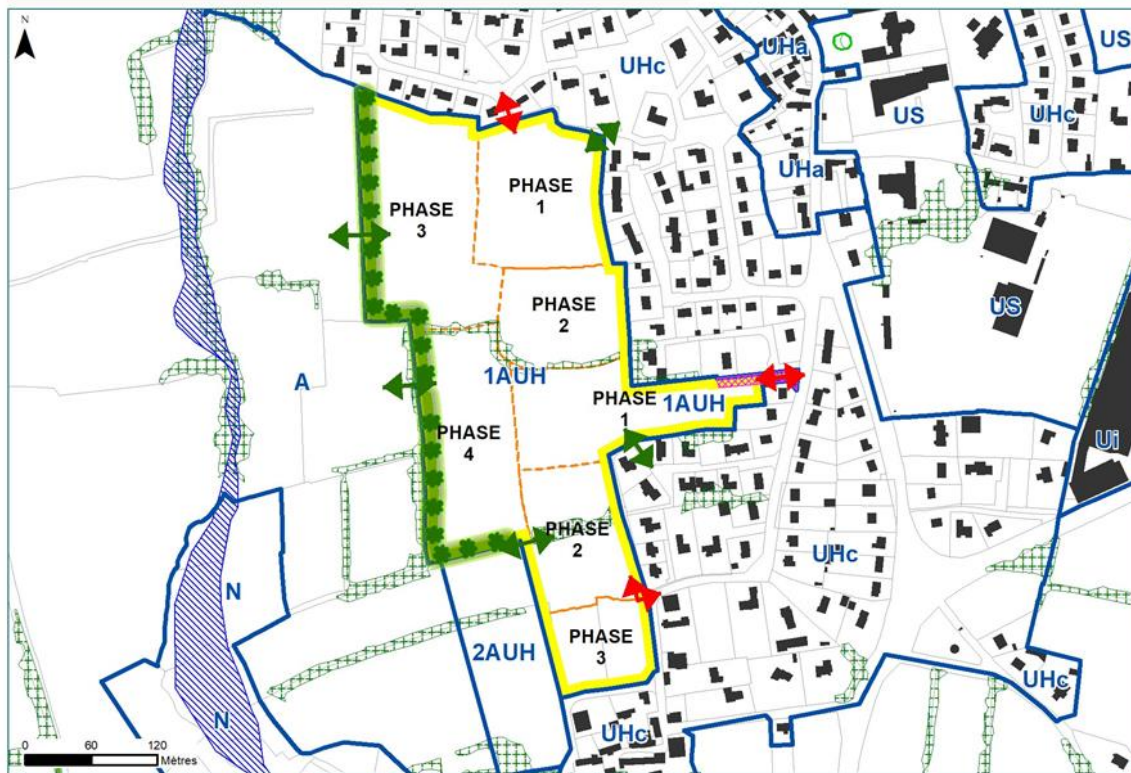 N
UHa
US
UHc
US
UHc
UHa
PHASE
1
PHASE
3
PHASE
2
US
A
1AUH
PHASE
1
1AUH
PHASE
4
Ui
PHASE
2
UHc
N
PHASE
3
2AUH
UHc
N
UHc
0 60 120
Mètres